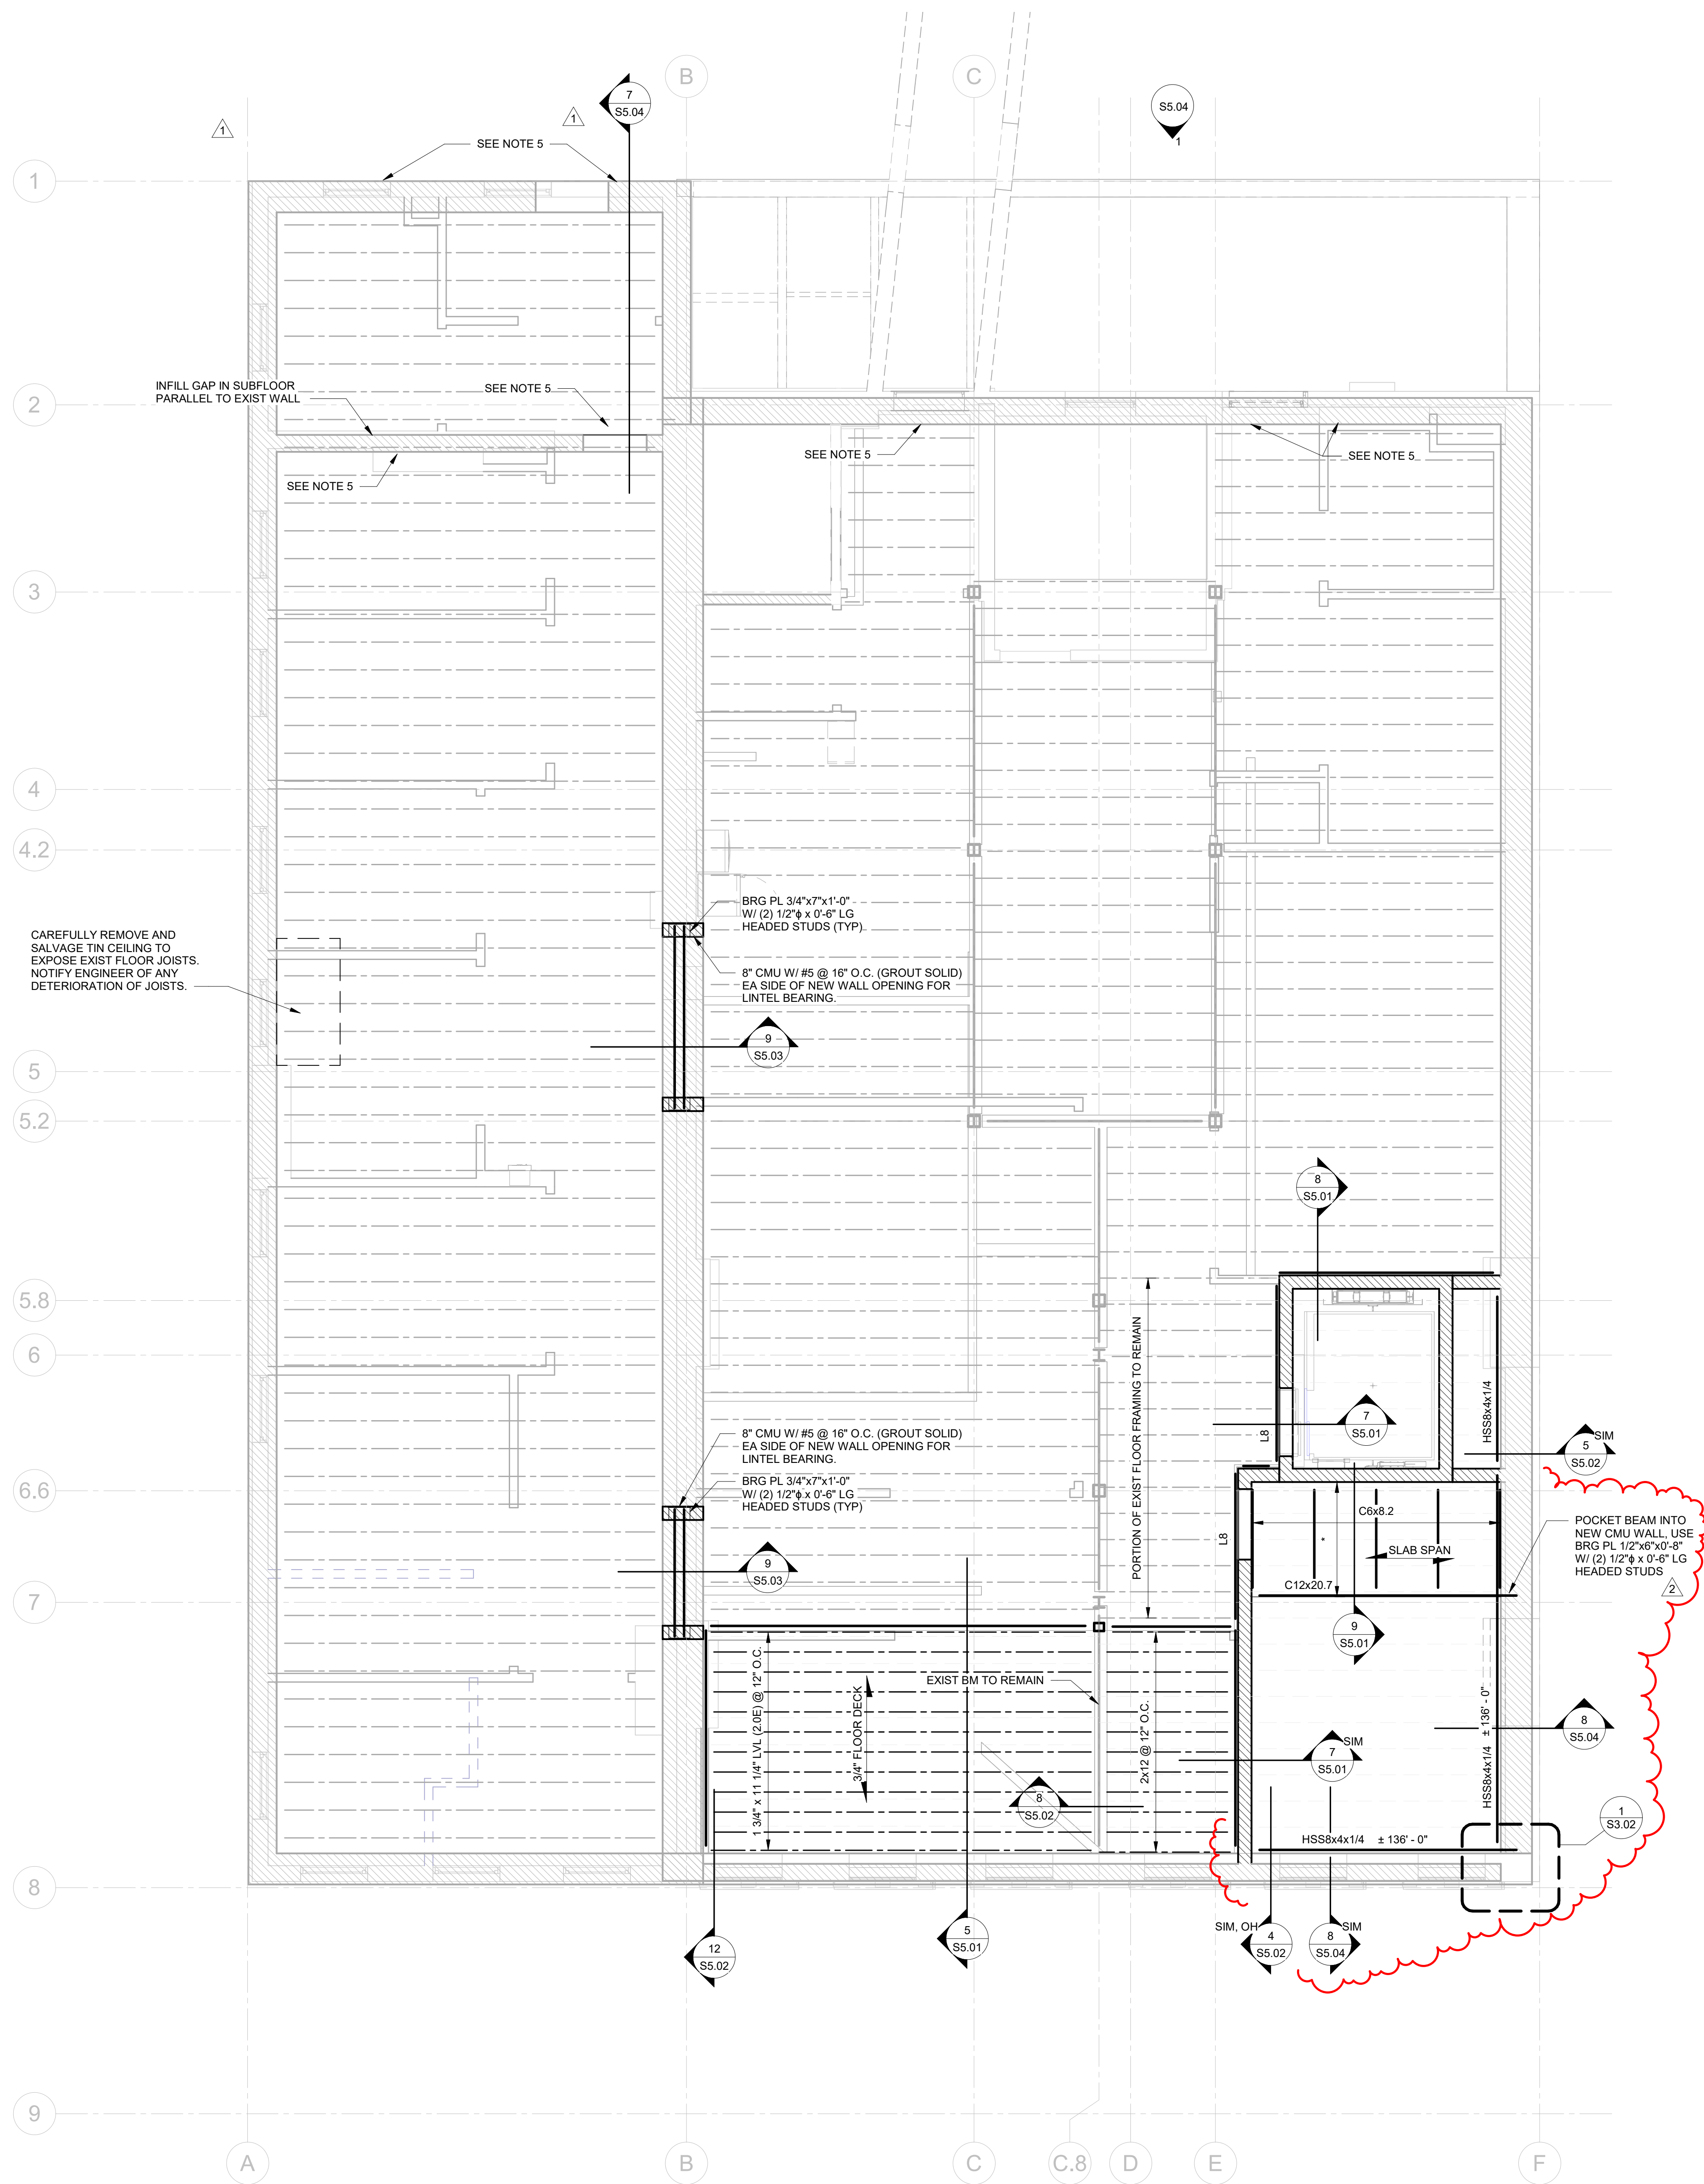 B
C
7
S5.04
1
1
S5.04
1
SEE NOTE 5
1
INFILL GAP IN SUBFLOOR
PARALLEL TO EXIST WALL
SEE NOTE 5
2
SEE NOTE 5
SEE NOTE 5
SEE NOTE 5
3
4
4.2
BRG PL 3/4"x7"x1'-0"
W/ (2) 1/2"ϕ x 0'-6" LG
HEADED STUDS (TYP)
CAREFULLY REMOVE AND
SALVAGE TIN CEILING TO
EXPOSE EXIST FLOOR JOISTS.
NOTIFY ENGINEER OF ANY
DETERIORATION OF JOISTS.
8" CMU W/ #5 @ 16" O.C. (GROUT SOLID)
EA SIDE OF NEW WALL OPENING FOR
LINTEL BEARING.
9
S5.03
5
5.2
8
S5.01
5.8
6
PORTION OF EXIST FLOOR FRAMING TO REMAIN
HSS8x4x1/4
7
S5.01
L8
SIM
5
S5.02
8" CMU W/ #5 @ 16" O.C. (GROUT SOLID)
EA SIDE OF NEW WALL OPENING FOR
LINTEL BEARING.
BRG PL 3/4"x7"x1'-0"
W/ (2) 1/2"ϕ x 0'-6" LG
HEADED STUDS (TYP)
6.6
C6x8.2
L8
*
SLAB SPAN
POCKET BEAM INTO
NEW CMU WALL, USE
BRG PL 1/2"x6"x0'-8"
W/ (2) 1/2"ϕ x 0'-6" LG
HEADED STUDS
2
9
S5.03
C12x20.7
7
9
S5.01
1 3/4" x 11 1/4" LVL (2.0E) @ 12" O.C.
3/4" FLOOR DECK
EXIST BM TO REMAIN
2x12 @ 12" O.C.
HSS8x4x1/4 ± 136' - 0"
8
S5.04
SIM
7
S5.01
8
S5.02
1
S3.02
HSS8x4x1/4 ± 136' - 0"
8
12
S5.02
5
S5.01
SIM, OH
4
S5.02
SIM
8
S5.04
9
A
B
C
C.8
D
E
F